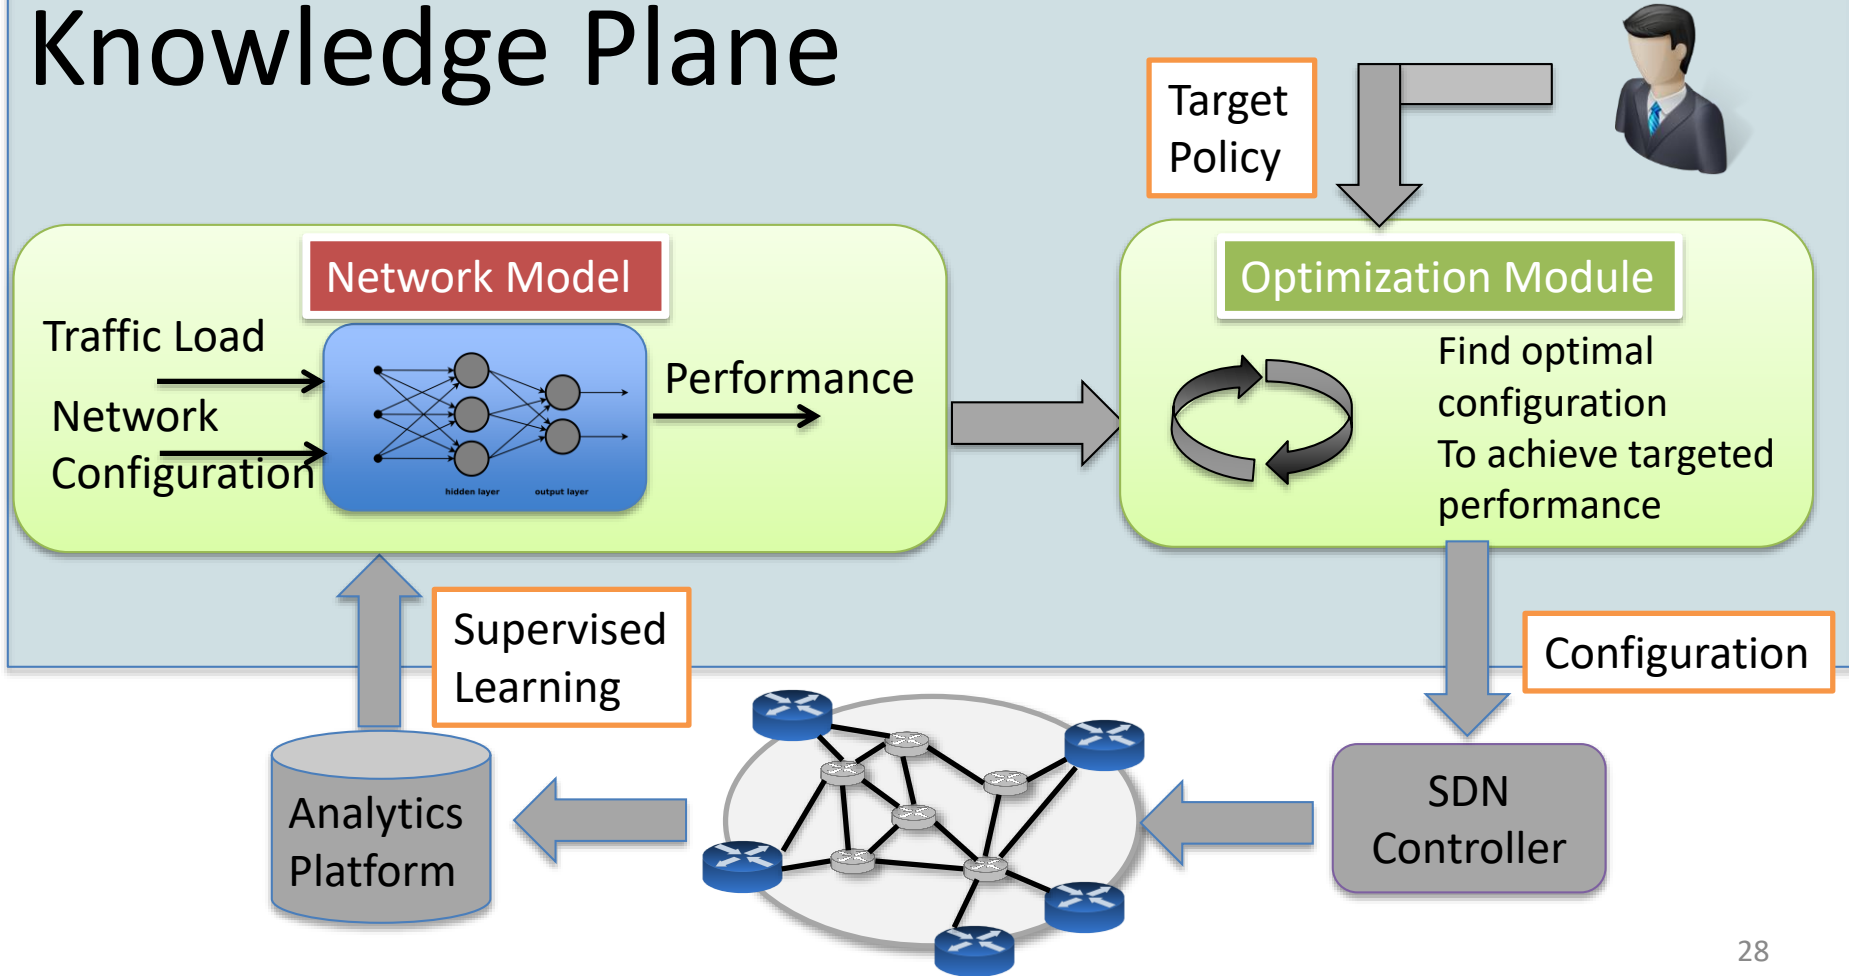 Knowledge Plane
Target
Policy
Network Model
Traffic Load
Network
Configuration
hidden layer
output layer
Performance
Optimization Module
Find optimal
configuration
To achieve targeted
performance
Supervised
Learning
Configuration
Analytics
Platform
SDN
Controller
28